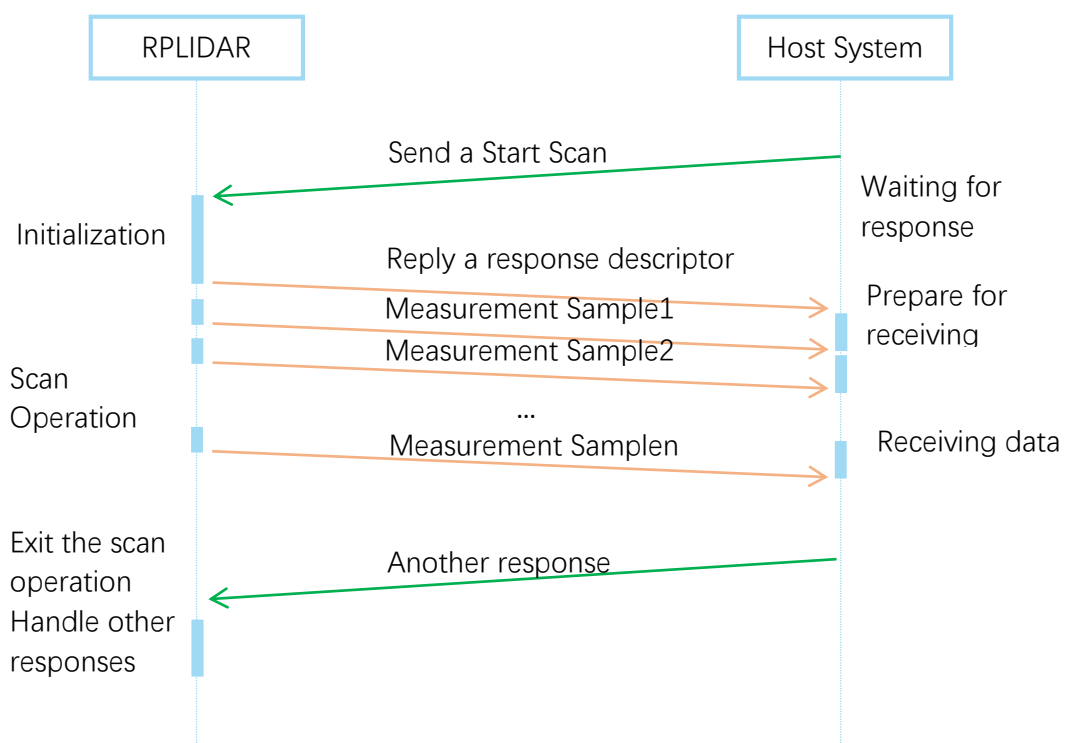 RPLIDAR
Host System
Send a Start Scan
Waiting for
response
Initialization
Reply a response descriptor
Prepare for
receiving
Measurement Sample1
Measurement Sample2
Scan
Operation
...
Measurement Samplen
Receiving data
Exit the scan
operation
Another response
Handle other
responses